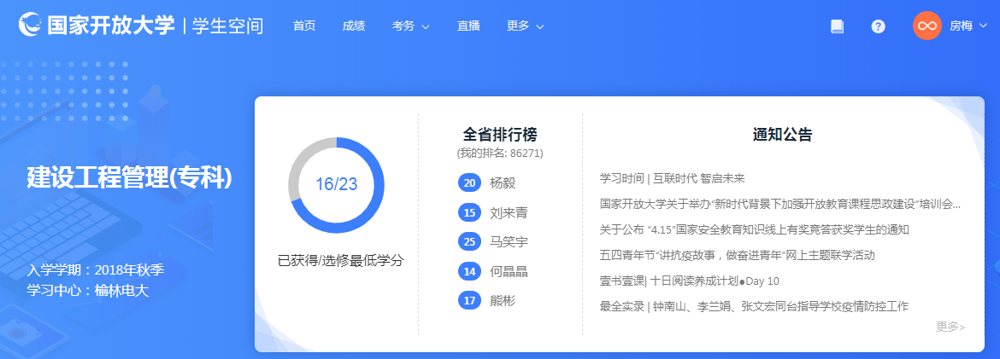 国家开放大学 | 学生空间 首页 成绩 考务 直播 更多 ? 房梅
建设工程管理(专科)
入学学期：2018年秋季
学习中心：榆林电大
16/23
已获得/选修最低学分
全省排行榜
(我的排名: 86271)
20 杨毅
15 刘来青
25 马笑宇
14 何晶晶
17 熊彬
通知公告
学习时间 | 互联时代 智启未来
国家开放大学关于举办“新时代背景下加强开放教育课程思政建设”培训会...
关于公布 “4.15”国家安全教育知识线上有奖竞答获奖学生的通知
五四青年节“讲抗疫故事，做奋进青年”网上主题联学活动
壹书壹课| 十日阅读养成计划●Day 10
最全实录 | 钟南山、李兰娟、张文宏同台指导学校疫情防控工作
更多>